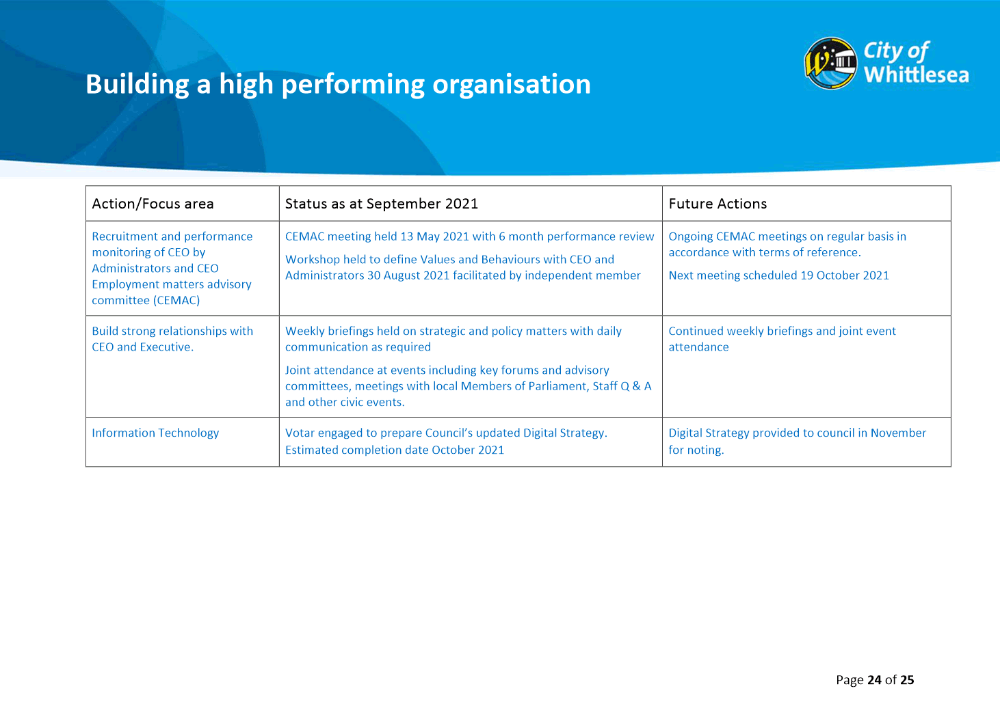 Building a high performing organisation
City of
Whittlesea
Action/Focus area
Status as at September 2021
Future Actions
Recruitment and performance
monitoring of CEO by
Administrators and CEO
Employment matters advisory
committee (CEMAC)
CEMAC meeting held 13 May 2021 with 6 month performance review
Workshop held to define Values and Behaviours with CEO and
Administrators 30 August 2021 facilitated by independent member
Ongoing CEMAC meetings on regular basis in
accordance with terms of reference.
Next meeting scheduled 19 October 2021
Build strong relationships with
CEO and Executive.
Weekly briefings held on strategic and policy matters with daily
communication as required
Joint attendance at events including key forums and advisory
committees, meetings with local Members of Parliament, Staff Q & A
and other civic events.
Continued weekly briefings and joint event
attendance
Information Technology
Votar engaged to prepare Council’s updated Digital Strategy.
Estimated completion date October 2021
Digital Strategy provided to council in November
for noting.
Page 24 of 25